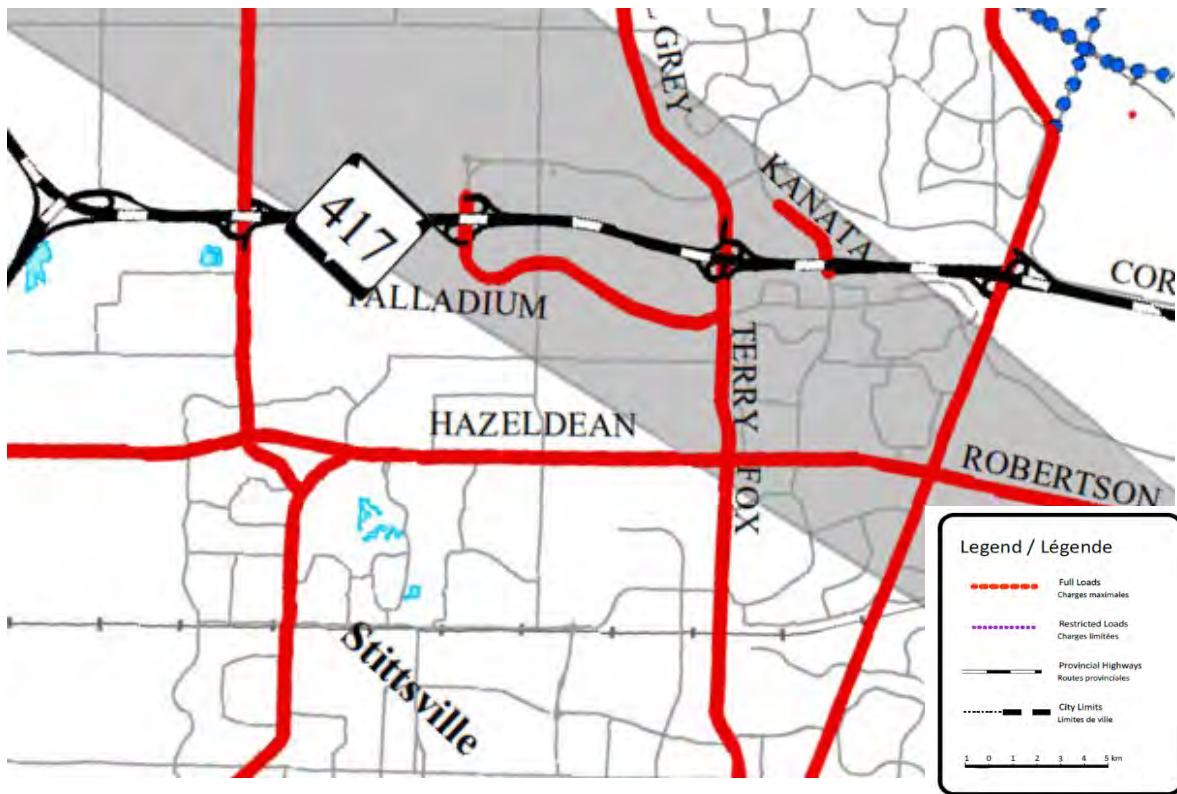 GREY
KANATA
417
COR
PALLADIUM
TERRY FOX
HAZELDEAN
ROBERTSON
Stittsville
Legend / Légende
Full Loads
Charges maximales
Restricted Loads
Charges limitées
Provincial Highways
Routes provinciales
City Limits
Limites de ville
1 0 1 2 3 4 5 km